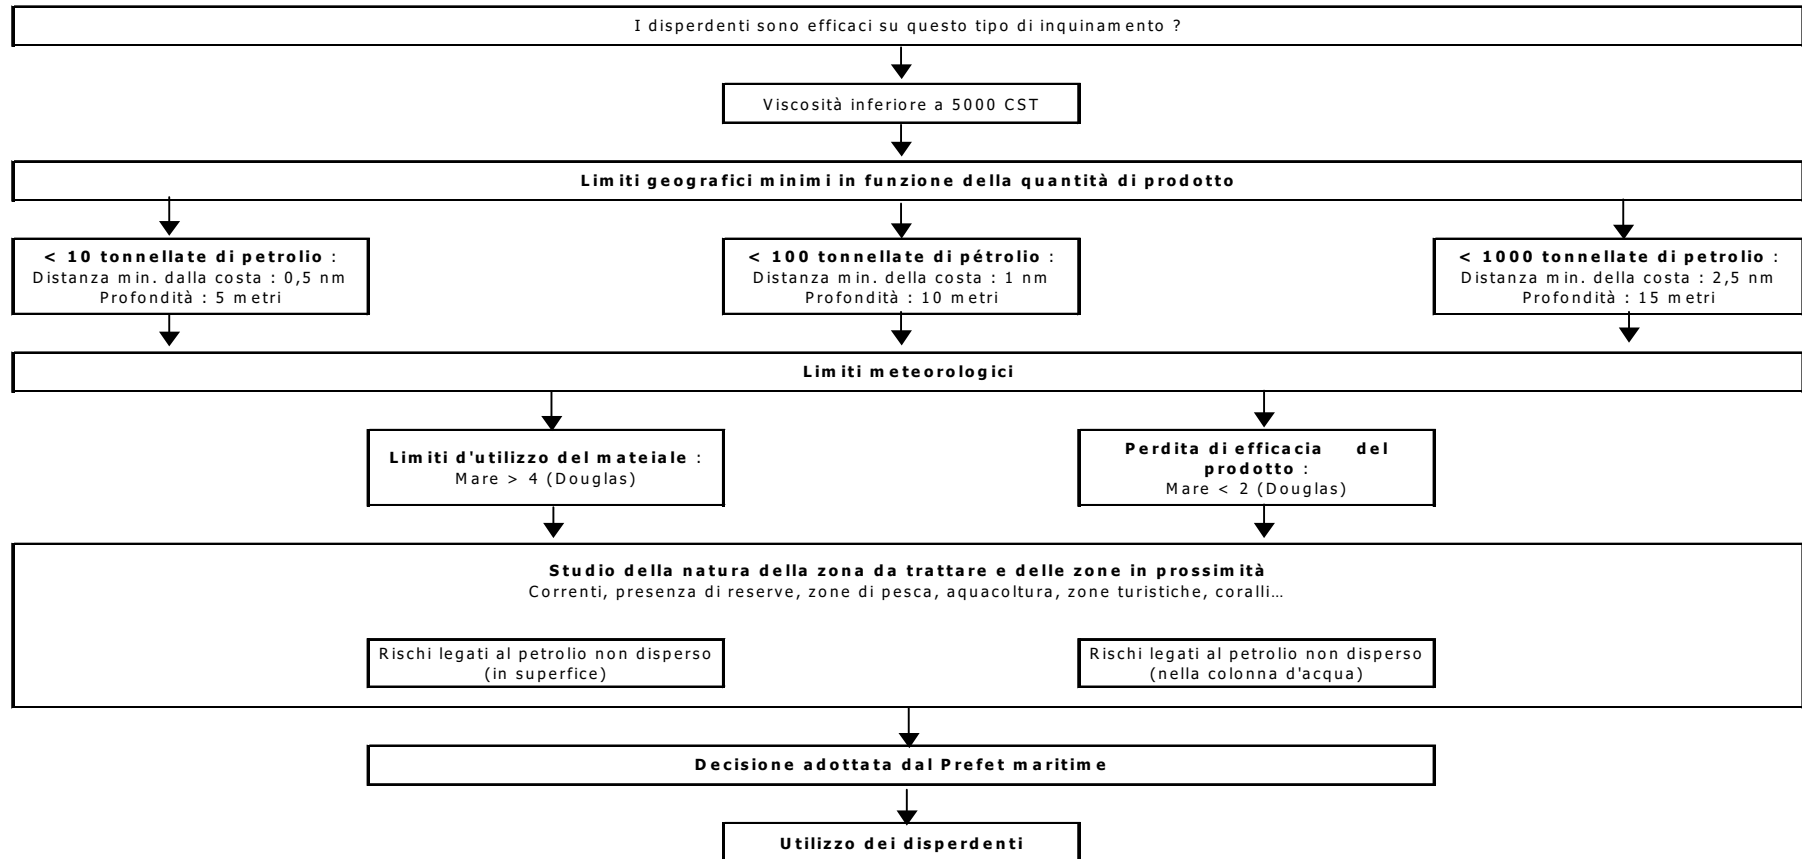 I disperdenti sono efficaci su questo tipo di inquinamento ?
Viscosità inferiore a 5000 CST
Limiti geografici minimi in funzione della quantità di prodotto
< 10 tonnellate di petrolio :
Distanza min. dalla costa : 0,5 nm
Profondità : 5 metri
< 100 tonnellate di pétrolio :
Distanza min. della costa : 1 nm
Profondità : 10 metri
< 1000 tonnellate di petrolio :
Distanza min. della costa : 2,5 nm
Profondità : 15 metri
Limiti meteorologici
Limiti d'utilizzo del mateiale :
Mare > 4 (Douglas)
Perdita di efficacia del
prodotto :
Mare < 2 (Douglas)
Studio della natura della zona da trattare e delle zone in prossimità
Correnti, presenza di reserve, zone di pesca, aquacoltura, zone turistiche, coralli…
Rischi legati al petrolio non disperso
(in superfice)
Rischi legati al petrolio non disperso
(nella colonna d'acqua)
Decisione adottata dal Prefet maritime
Utilizzo dei disperdenti